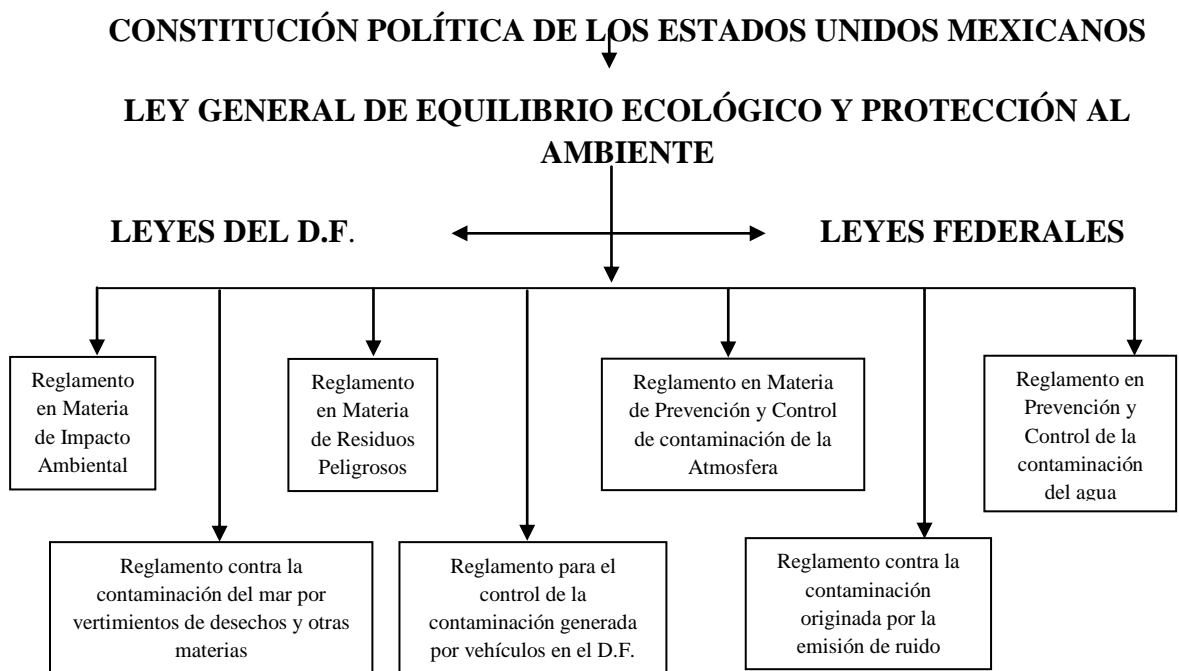 CONSTITUCIÓN POLÍTICA DE LOS ESTADOS UNIDOS MEXICANOS
LEY GENERAL DE EQUILIBRIO ECOLÓGICO Y PROTECCIÓN AL
AMBIENTE
LEYES DEL D.F.
LEYES FEDERALES
Reglamento
en Materia
de Impacto
Ambiental
Reglamento
en Materia
de Residuos
Peligrosos
Reglamento en Materia
de Prevención y Control
de contaminación de la
Atmosfera
Reglamento en
Prevención y
Control de la
contaminación
del agua
Reglamento contra la
contaminación del mar por
vertimientos de desechos y otras
materias
Reglamento para el
control de la
contaminación generada
por vehículos en el D.F.
Reglamento contra la
contaminación
originada por la
emisión de ruido